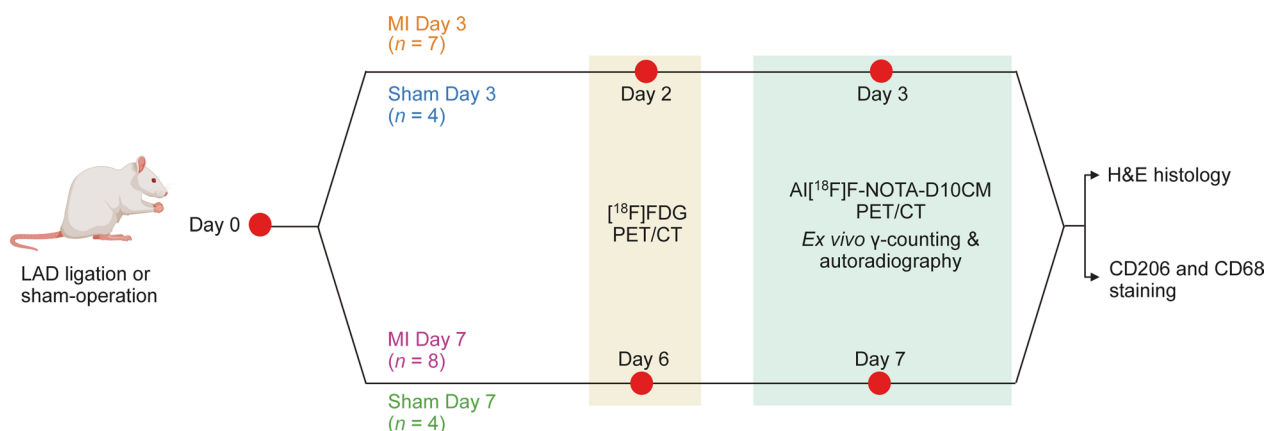 MI Day 3
(n = 7)
Sham Day 3
(n = 4)
Day 2
Day 3
Day 0
LAD ligation or
sham-operation
[¹⁸F]FDG
PET/CT
Al[¹⁸F]F-NOTA-D10CM
PET/CT
Ex vivo γ-counting &
autoradiography
H&E histology
CD206 and CD68
staining
MI Day 7
(n = 8)
Sham Day 7
(n = 4)
Day 6
Day 7